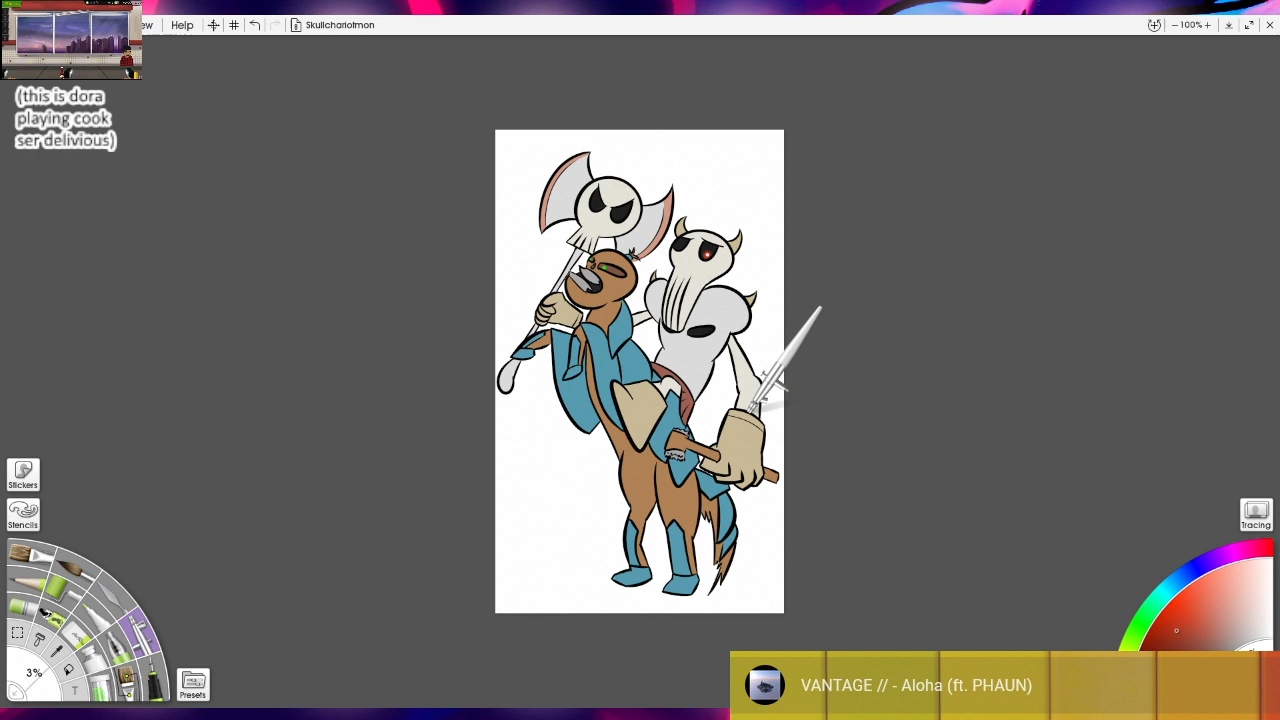 ew Help Skullchariotmon 100%
(this is dora
playing cook
ser delivious)
Stickers
Stencils
Tracing
3%
Presets
VANTAGE // - Aloha (ft. PHAUN)